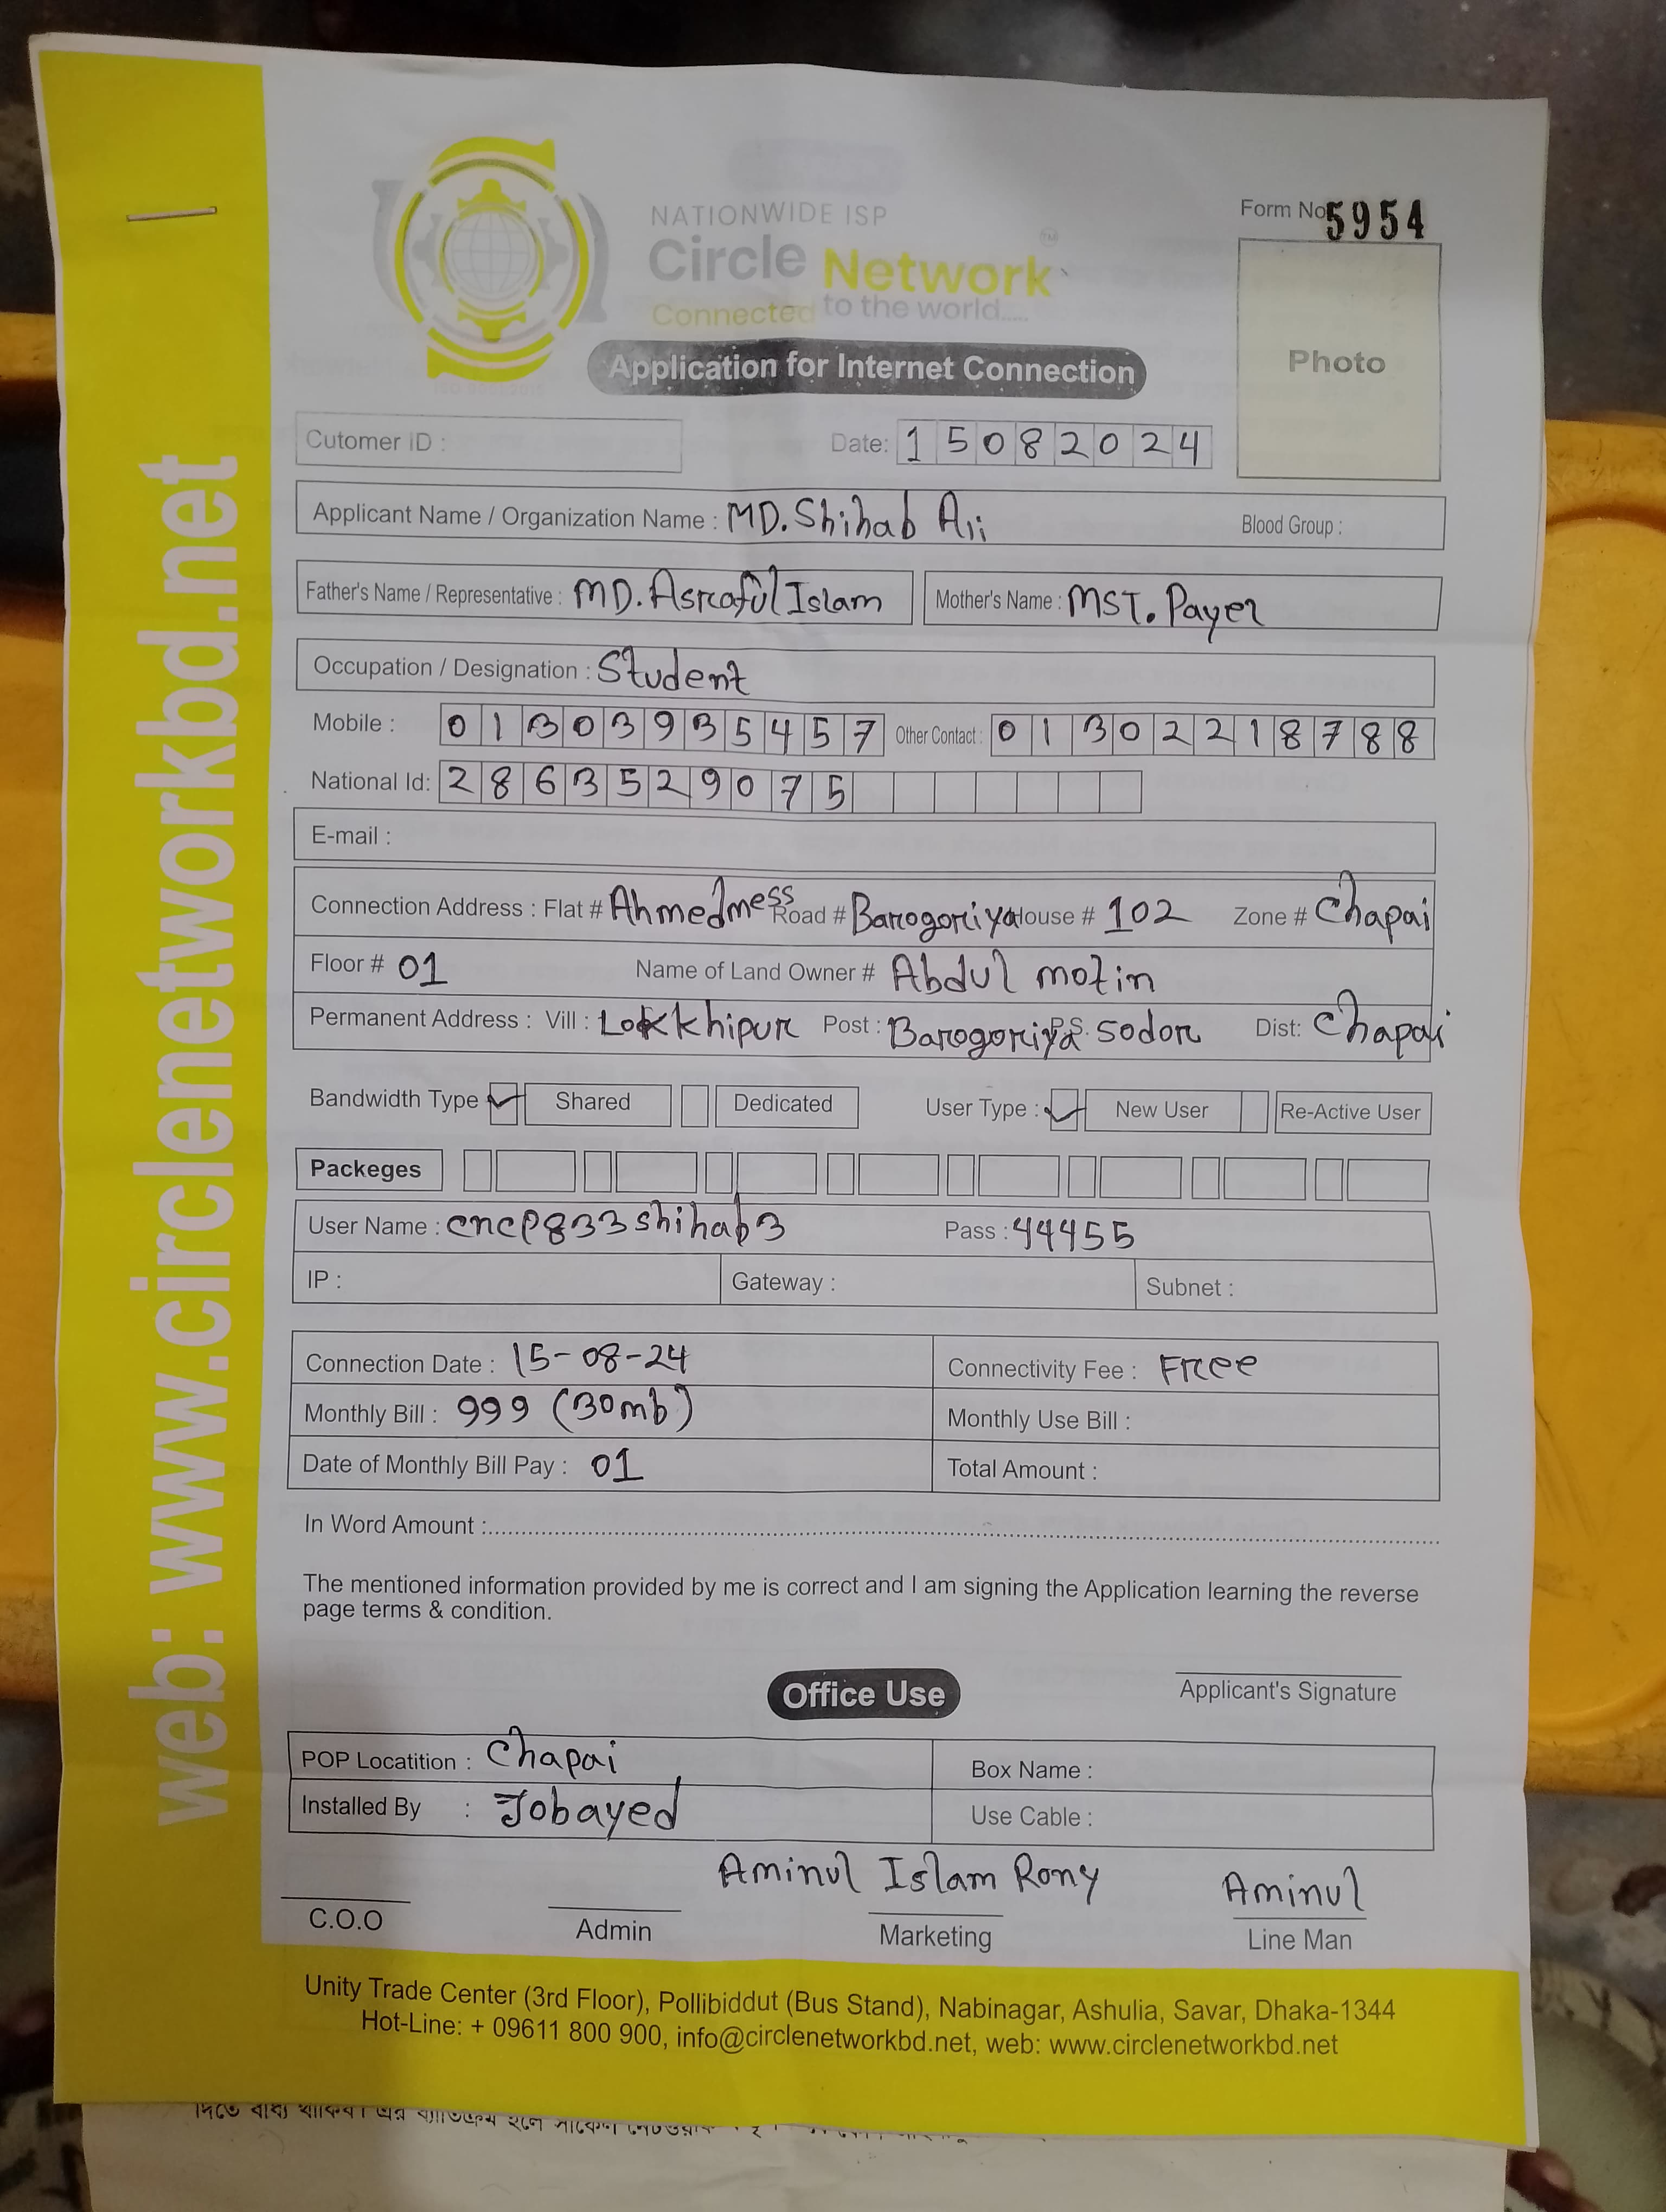 NATIONWIDE ISP
Circle Network ™
Connected to the world.....
Form No 5954
Photo
Application for Internet Connection
Cutomer ID :
Date: 15082024
Applicant Name / Organization Name : MD. Shihab Ali
Blood Group :
Father's Name / Representative : MD. Asraful Islam
Mother's Name : MST. Payer
Occupation / Designation : Student
Mobile : 01303935457 Other Contact : 01302218788
National Id: 2863529075
E-mail :
Connection Address : Flat # Ahmedmess Road # Barogoriya House # 102 Zone # Chapai
Floor # 01 Name of Land Owner # Abdul motin
Permanent Address : Vill : Lokkhipur Post : Barogoriya P.S. Sodor Dist: Chapai
Bandwidth Type Shared Dedicated User Type : New User Re-Active User
Packeges
User Name : cncp833shihab3 Pass : 44455
IP : Gateway : Subnet :
Connection Date : 15-08-24 Connectivity Fee : Free
Monthly Bill : 999 (30mb) Monthly Use Bill :
Date of Monthly Bill Pay : 01 Total Amount :
In Word Amount :
The mentioned information provided by me is correct and I am signing the Application learning the reverse
page terms & condition.
Applicant's Signature
Office Use
POP Locatition : Chapai Box Name :
Installed By : Jobayed Use Cable :
Aminul Islam Rony Aminul
C.O.O Admin Marketing Line Man
Unity Trade Center (3rd Floor), Pollibiddut (Bus Stand), Nabinagar, Ashulia, Savar, Dhaka-1344
Hot-Line: + 09611 800 900, info@circlenetworkbd.net, web: www.circlenetworkbd.net
web: www.circlenetworkbd.net